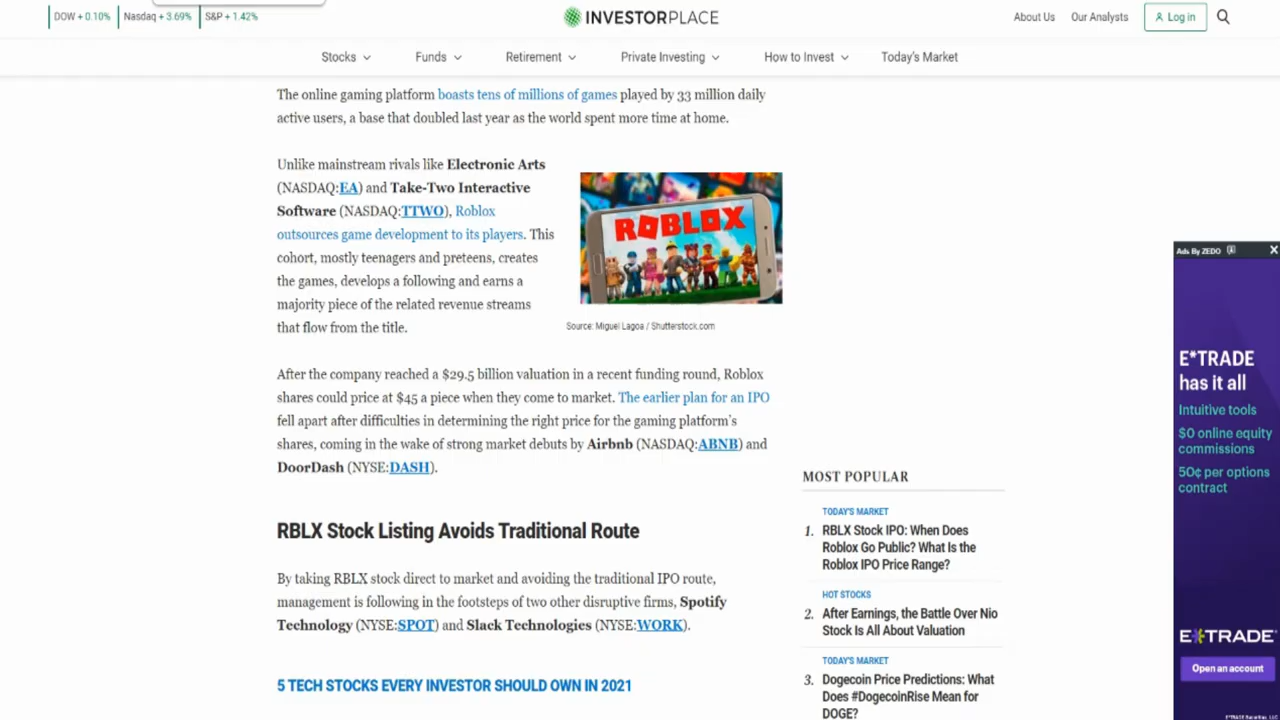 DOW + 0.10% Nasdaq + 3.69% S&P + 1.42%
INVESTORPLACE
About Us Our Analysts Log in
Stocks Funds Retirement Private Investing How to Invest Today's Market
The online gaming platform boasts tens of millions of games played by 33 million daily
active users, a base that doubled last year as the world spent more time at home.
Unlike mainstream rivals like Electronic Arts
(NASDAQ:EA) and Take-Two Interactive
Software (NASDAQ:TTWO), Roblox
outsources game development to its players. This
cohort, mostly teenagers and preteens, creates
the games, develops a following and earns a
majority piece of the related revenue streams
that flow from the title.
ROBLOX
Source: Miguel Lagoa / Shutterstock.com
After the company reached a $29.5 billion valuation in a recent funding round, Roblox
shares could price at $45 a piece when they come to market. The earlier plan for an IPO
fell apart after difficulties in determining the right price for the gaming platform's
shares, coming in the wake of strong market debuts by Airbnb (NASDAQ:ABNB) and
DoorDash (NYSE:DASH).
RBLX Stock Listing Avoids Traditional Route
By taking RBLX stock direct to market and avoiding the traditional IPO route,
management is following in the footsteps of two other disruptive firms, Spotify
Technology (NYSE:SPOT) and Slack Technologies (NYSE:WORK).
5 TECH STOCKS EVERY INVESTOR SHOULD OWN IN 2021
MOST POPULAR
TODAY'S MARKET
1. RBLX Stock IPO: When Does
Roblox Go Public? What Is the
Roblox IPO Price Range?
HOT STOCKS
2. After Earnings, the Battle Over Nio
Stock Is All About Valuation
TODAY'S MARKET
3. Dogecoin Price Predictions: What
Does #DogecoinRise Mean for
DOGE?
Ads By ZEDO
E*TRADE
has it all
Intuitive tools
$0 online equity
commissions
50¢ per options
contract
E*TRADE
Open an account
E*TRADE Securities, LLC